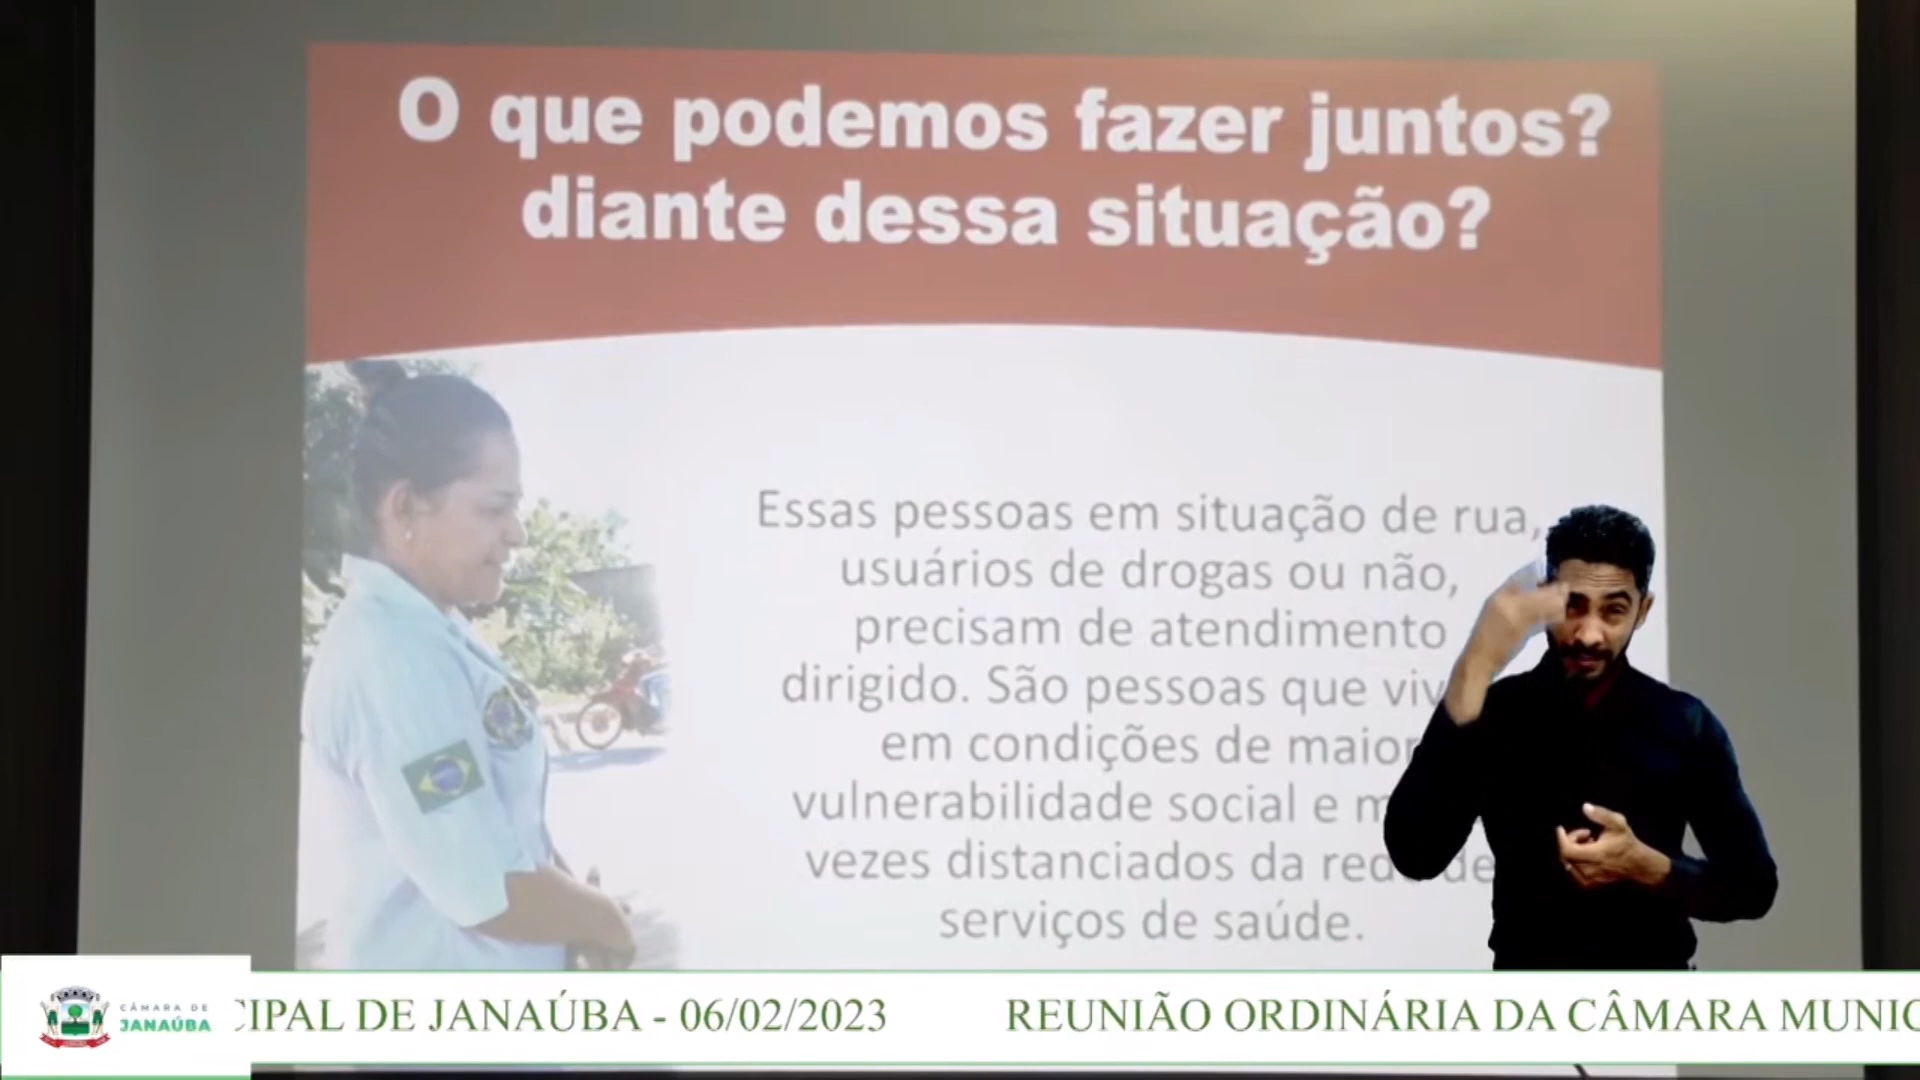 O que podemos fazer juntos?
diante dessa situação?
Essas pessoas em situação de rua,
usuários de drogas ou não,
precisam de atendimento
dirigido. São pessoas que
em condições de maior
vulnerabilidade social e
vezes distanciados da rede de
serviços de saúde.
CÂMARA DE
JANAÚBA
CIPAL DE JANAÚBA - 06/02/2023 REUNIÃO ORDINÁRIA DA CÂMARA MUNIC